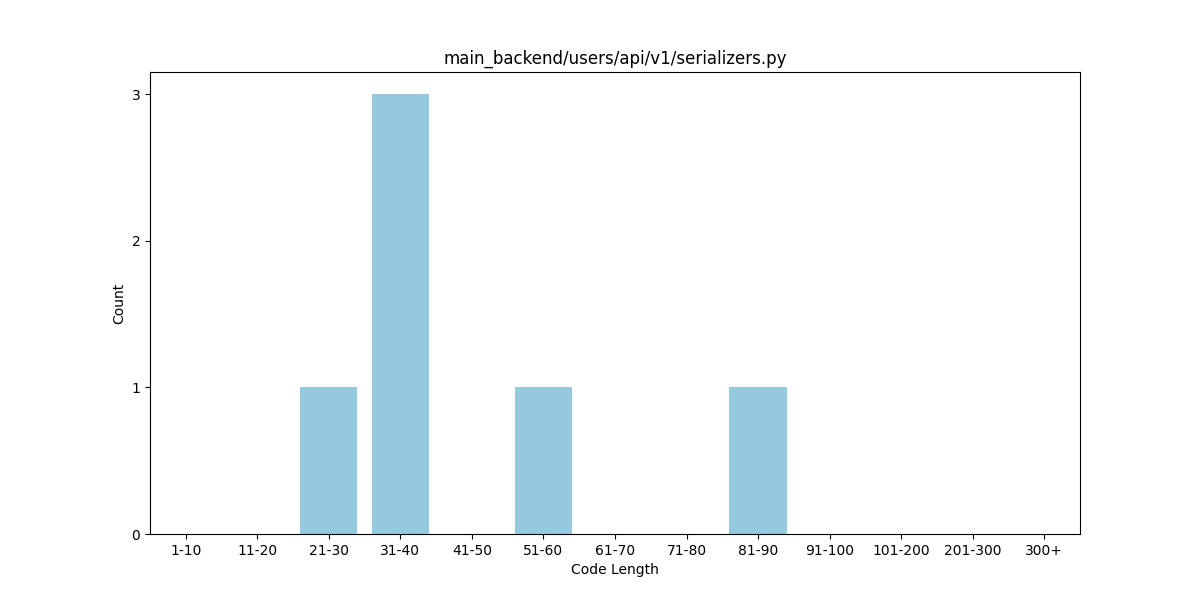 main_backend/users/api/v1/serializers.py
3
2
1
0
Count
1-10 11-20 21-30 31-40 41-50 51-60 61-70 71-80 81-90 91-100 101-200 201-300 300+
Code Length